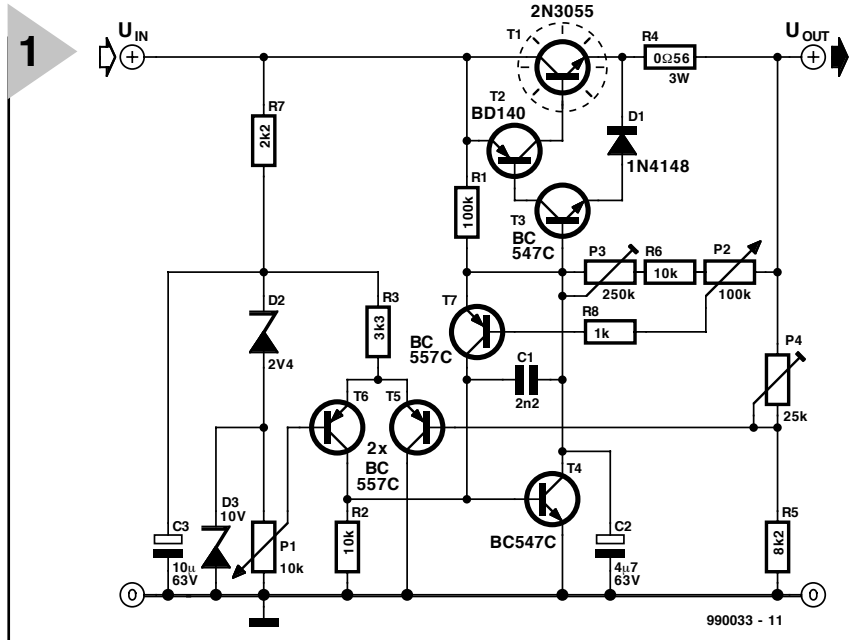 1
2N3055
U IN
T1
R4
U OUT
0Ω56
3W
R7
2k2
T2
BD140
D1
1N4148
R1
100k
T3
BC
547C
P3
R6
P2
10k
250k
100k
R3
3k3
D2
2V4
T7
BC
557C
R8
1k
P4
25k
C1
2n2
T6
T5
2x
BC
557C
T4
D3
10V
R2
10k
BC547C
R5
8k2
C3
10μ
63V
P1
10k
C2
4μ7
63V
0
0
990033 - 11